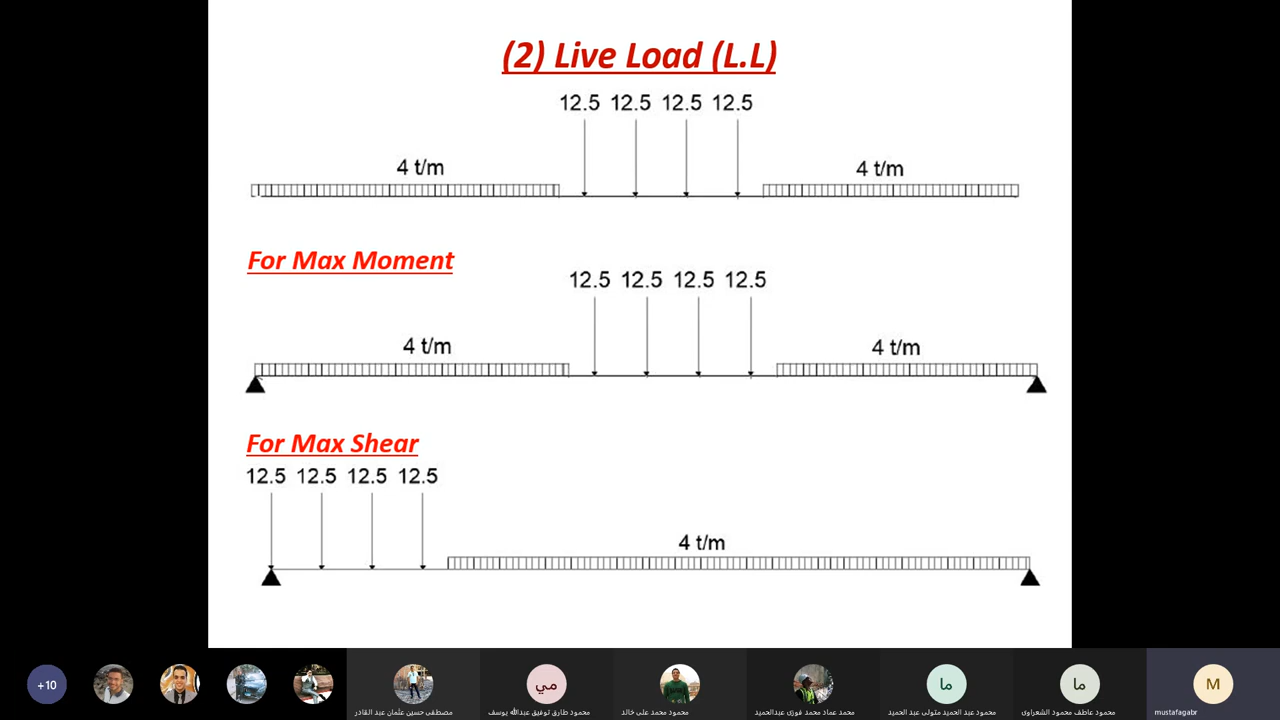 (2) Live Load (L.L)
12.5 12.5 12.5 12.5
4 t/m 4 t/m
For Max Moment
12.5 12.5 12.5 12.5
4 t/m 4 t/m
For Max Shear
12.5 12.5 12.5 12.5
4 t/m
+10 مي ما ما M
مصطفى حسين عثمان عبد القادر
محمود طارق توفيق عبدالله يوسف
محمود محمد على خالد
محمد عماد محمد فوزى عبدالحميد
محمود عبد الحميد متولى عبد الحميد
محمود عاطف محمود الشعراوى
mustafagabr